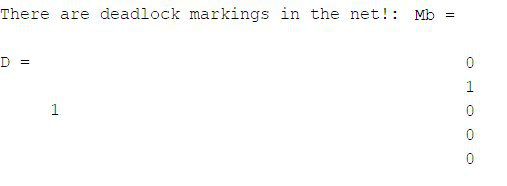 There are deadlock markings in the net!: Mb =
D = 0
1
1 0
0
0